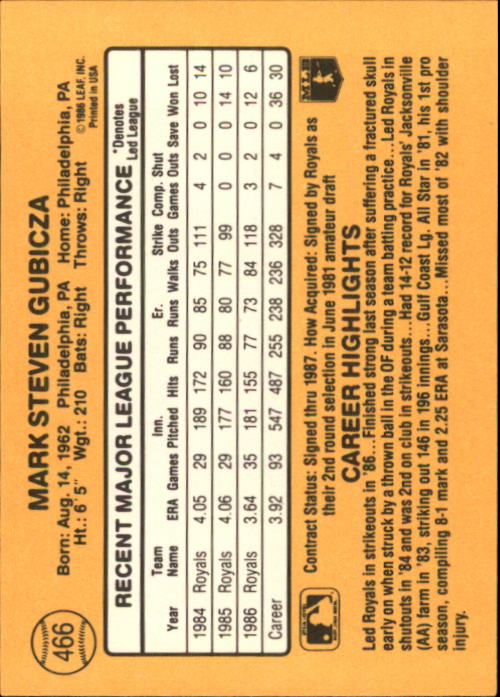 466
MARK STEVEN GUBICZA
Born: Aug. 14, 1962 Philadelphia, PA Home: Philadelphia, PA
Ht.: 6' 5" Wgt.: 210 Bats: Right Throws: Right
© 1986 LEAF, INC.
Printed in USA
RECENT MAJOR LEAGUE PERFORMANCE *Denotes Led League
Year Team Name ERA Games Inn. Pitched Hits Runs Er. Runs Walks Strike Outs Comp. Games Shut Outs Save Won Lost
1984 Royals 4.05 29 189 172 90 85 75 111 4 2 0 10 14
1985 Royals 4.06 29 177 160 88 80 77 99 0 0 0 14 10
1986 Royals 3.64 35 181 155 77 73 84 118 3 2 0 12 6
Career 3.92 93 547 487 255 238 236 328 7 4 0 36 30
Contract Status: Signed thru 1987. How Acquired: Signed by Royals as
their 2nd round selection in June 1981 amateur draft
MLB
CAREER HIGHLIGHTS
Led Royals in strikeouts in '86...Finished strong last season after suffering a fractured skull
early on when struck by a thrown ball in the OF during a team batting practice...Led Royals in
shutouts in '84 and was 2nd on club in strikeouts...Had 14-12 record for Royals' Jacksonville
(AA) farm in '83, striking out 146 in 196 innings...Gulf Coast Lg. All Star in '81, his 1st pro
season, compiling 8-1 mark and 2.25 ERA at Sarasota...Missed most of '82 with shoulder
injury.